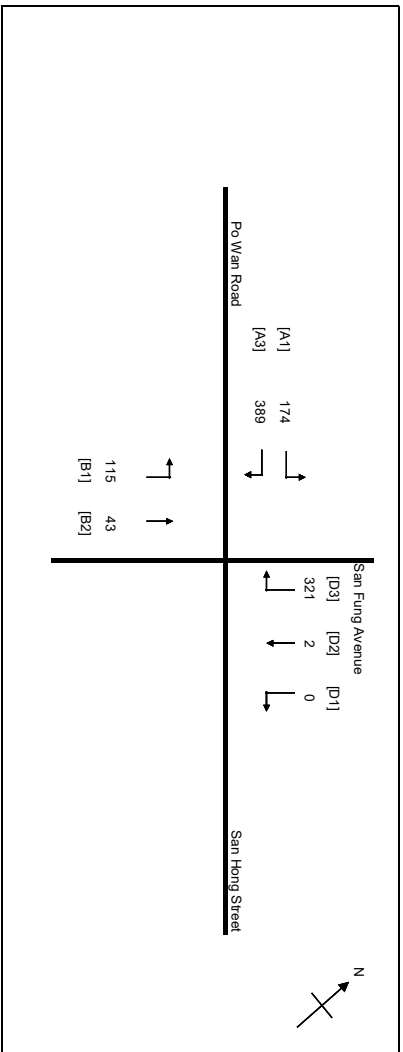 San Fung Avenue
N
[D3] [D2] [D1]
321 2 0
[A1] 174
[A3] 389
Po Wan Road
San Hong Street
115 43
[B1] [B2]